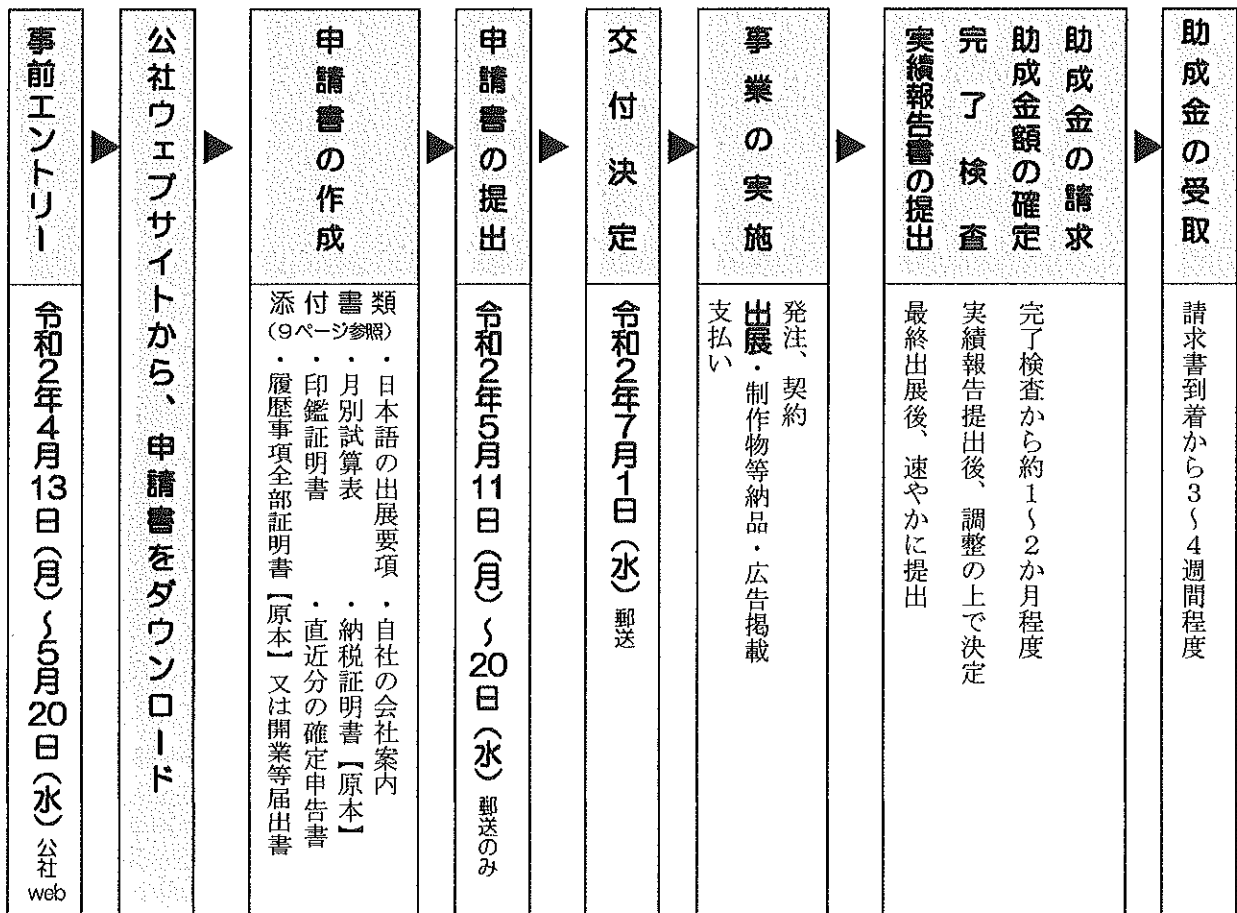 事前エントリー
令和2年4月13日(月)~5月20日(水) 公社web
公社ウェブサイトから、申請書をダウンロード
申請書の作成
添付書類
(9ページ参照)
・日本語の出展要項 ・自社の会社案内
・月別試算表 ・納税証明書【原本】
・印鑑証明書 ・直近分の確定申告書
・履歴事項全部証明書【原本】又は開業等届出書
申請書の提出
令和2年5月11日(月)~20日(水) 郵送のみ
交付決定
令和2年7月1日(水) 郵送
事業の実施
発注、契約
出展・制作物等納品・広告掲載
支払い
実績報告書の提出
最終出展後、速やかに提出
完了検査
実績報告提出後、調整の上で決定
助成金額の確定
完了検査から約1~2か月程度
助成金の請求
助成金の受取
請求書到着から3~4週間程度